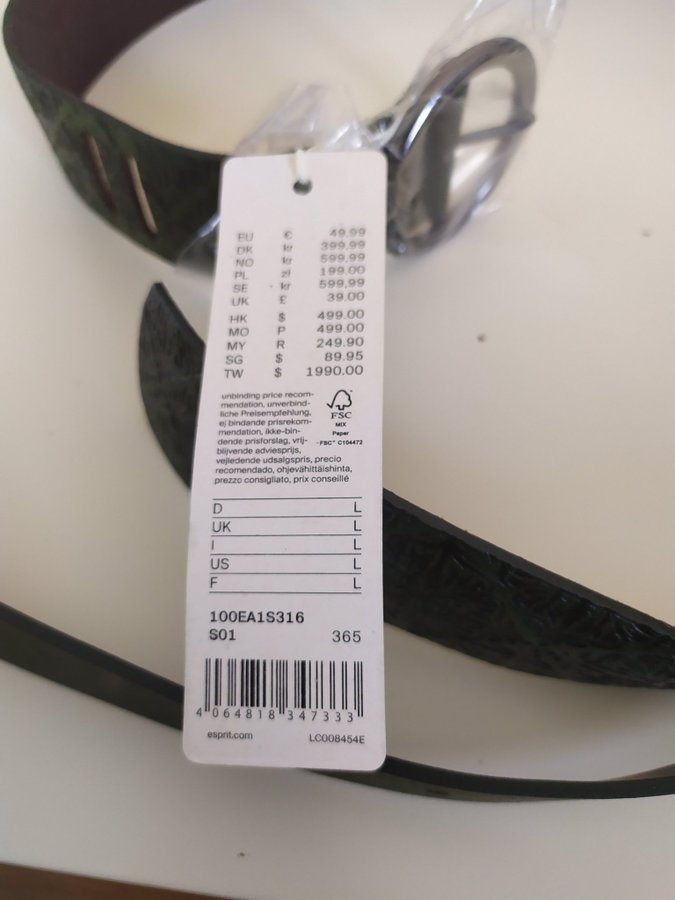 EU € 49.99
DK kr 399.99
NO kr 599.99
PL zł 199.00
SE kr 599.99
UK £ 39.00
HK $ 499.00
MO P 499.00
MY R 249.90
SG $ 89.95
TW $ 1990.00
unbinding price recom-
mendation, unverbind-
liche Preisempfehlung,
ej bindande prisrekom-
mendation, ikke-bin-
dende prisforslag, vrij-
blijvende adviesprijs,
vejledende udsalgspris, precio
recomendado, ohjevähittäishinta,
prezzo consigliato, prix conseillé
FSC
MIX
Paper
FSC™ C104472
D L
UK L
I L
US L
F L
100EA1S316
S01 365
4 064818 347333
esprit.com LC008454E